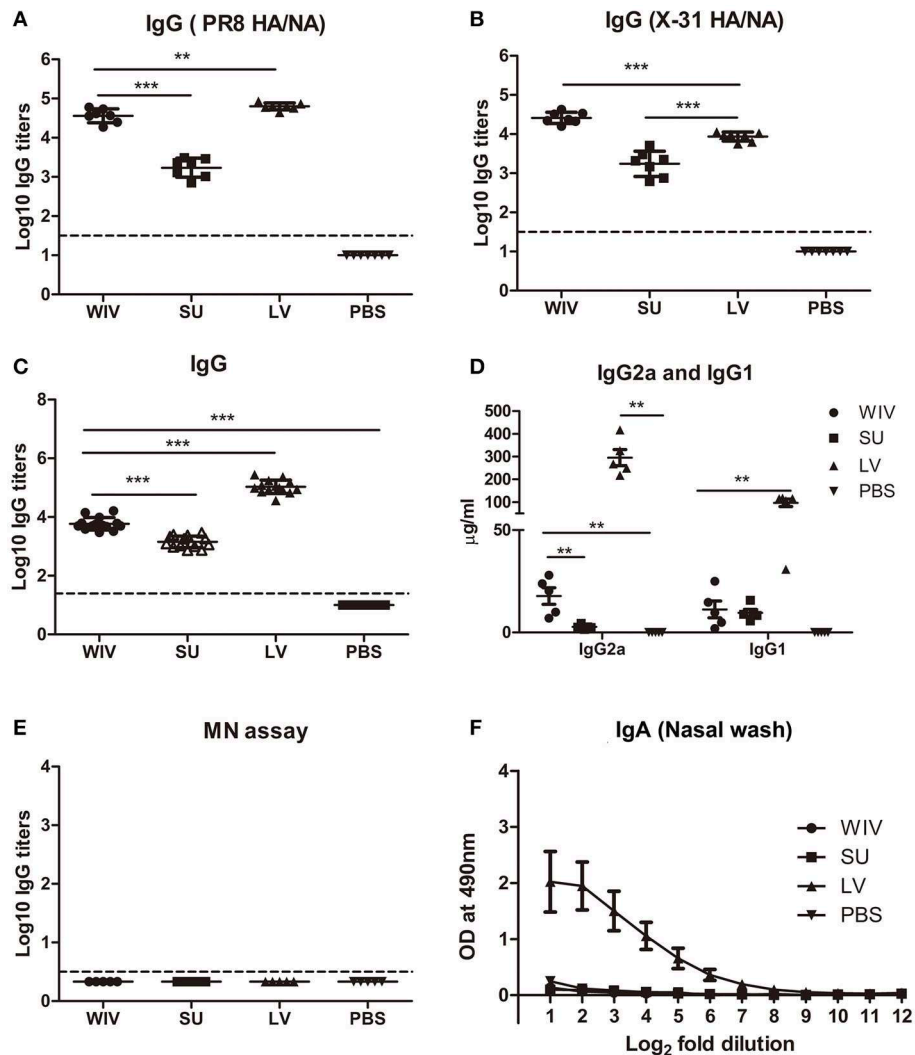 A
IgG ( PR8 HA/NA)
Log10 IgG titers
6
5
4
3
2
1
0
**
***
WIV SU LV PBS
B
IgG (X-31 HA/NA)
Log10 IgG titers
6
5
4
3
2
1
0
***
***
WIV SU LV PBS
C
IgG
Log10 IgG titers
8
6
4
2
0
***
***
***
WIV SU LV PBS
D
IgG2a and IgG1
µg/ml
500
400
300
200
100
50
0
**
**
**
**
IgG2a IgG1
WIV
SU
LV
PBS
E
MN assay
Log10 IgG titers
4
3
2
1
0
WIV SU LV PBS
F
IgA (Nasal wash)
OD at 490nm
4
3
2
1
0
1 2 3 4 5 6 7 8 9 10 11 12
Log2 fold dilution
WIV
SU
LV
PBS